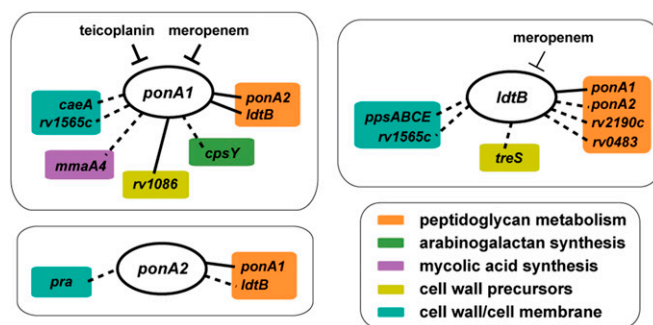 teicoplanin meropenem
ponA1
caeA
rv1565c
ponA2
ldtB
mmaA4
rv1086
cpsY
meropenem
ldtB
ppsABCE
rv1565c
ponA1
ponA2
rv2190c
rv0483
treS
ponA2
pra
ponA1
ldtB
peptidoglycan metabolism
arabinogalactan synthesis
mycolic acid synthesis
cell wall precursors
cell wall/cell membrane